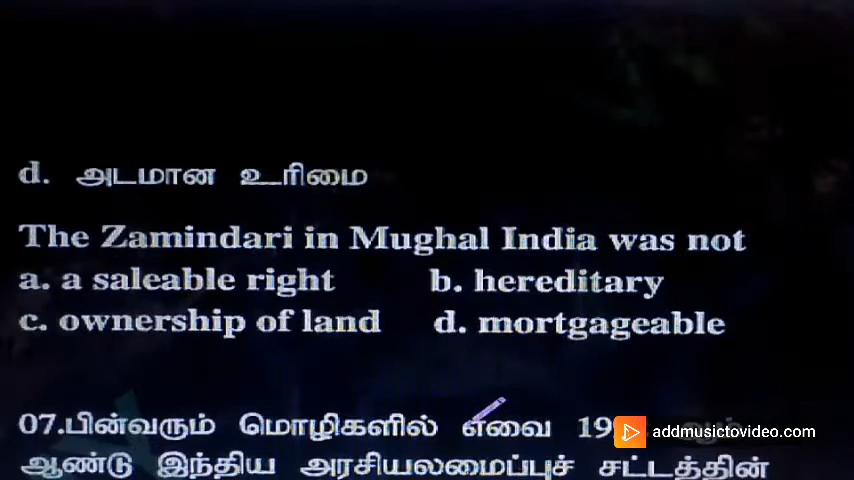 d. அடமான உரிமை
The Zamindari in Mughal India was not
a. a saleable right b. hereditary
c. ownership of land d. mortgageable
07.பின்வரும் மொழிகளில் எவை
addmusictovideo.com
ஆண்டு இந்திய அரசியலமைப்புச் சட்டத்தின்